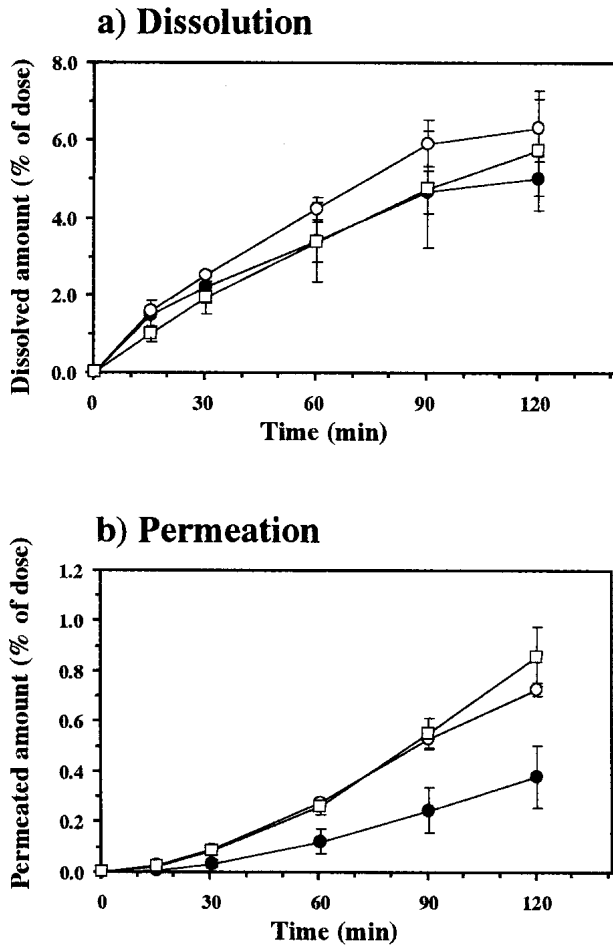 a) Dissolution
Dissolved amount (% of dose)
8.0
6.0
4.0
2.0
0.0
0 30 60 90 120
Time (min)
b) Permeation
Permeated amount (% of dose)
1.2
1.0
0.8
0.6
0.4
0.2
0.0
0 30 60 90 120
Time (min)